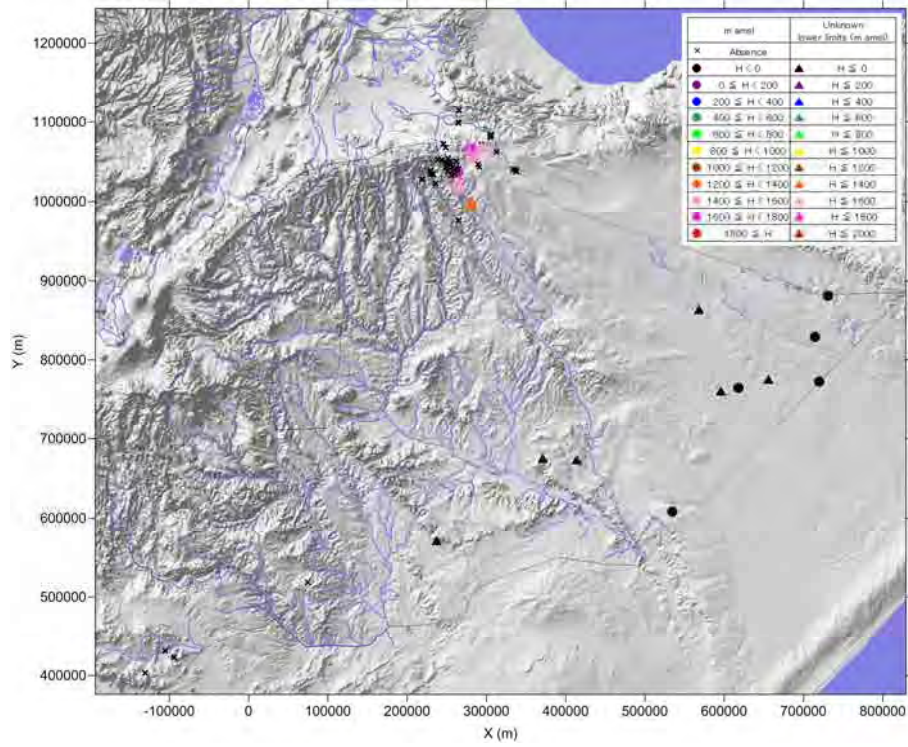 1200000
1100000
1000000
900000
800000
700000
600000
500000
400000
Y (m)
-100000
0
100000
200000
300000
400000
500000
600000
700000
800000
X (m)
m amsl
Unknown
lower limits (m amsl)
Absence
H < 0
H ≦ 0
0 ≦ H < 200
H ≦ 200
200 ≦ H < 400
H ≦ 400
400 ≦ H < 600
H ≦ 600
600 ≦ H < 800
H ≦ 800
800 ≦ H < 1000
H ≦ 1000
1000 ≦ H < 1200
H ≦ 1200
1200 ≦ H < 1400
H ≦ 1400
1400 ≦ H < 1600
H ≦ 1600
1600 ≦ H < 1800
H ≦ 1800
1800 ≦ H
H ≦ 2000